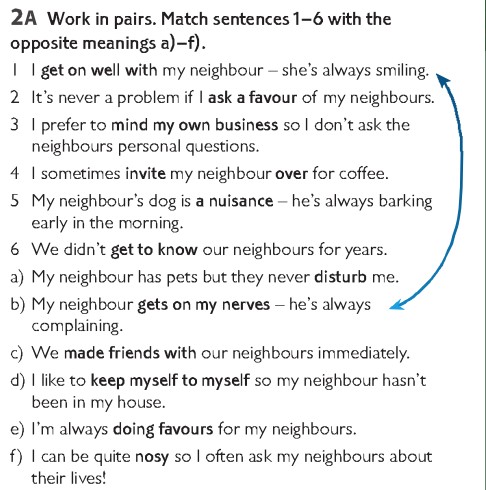 2A Work in pairs. Match sentences 1–6 with the
opposite meanings a)–f).
1 I get on well with my neighbour – she's always smiling.
2 It's never a problem if I ask a favour of my neighbours.
3 I prefer to mind my own business so I don't ask the
neighbours personal questions.
4 I sometimes invite my neighbour over for coffee.
5 My neighbour's dog is a nuisance – he's always barking
early in the morning.
6 We didn't get to know our neighbours for years.
a) My neighbour has pets but they never disturb me.
b) My neighbour gets on my nerves – he's always
complaining.
c) We made friends with our neighbours immediately.
d) I like to keep myself to myself so my neighbour hasn't
been in my house.
e) I'm always doing favours for my neighbours.
f) I can be quite nosy so I often ask my neighbours about
their lives!